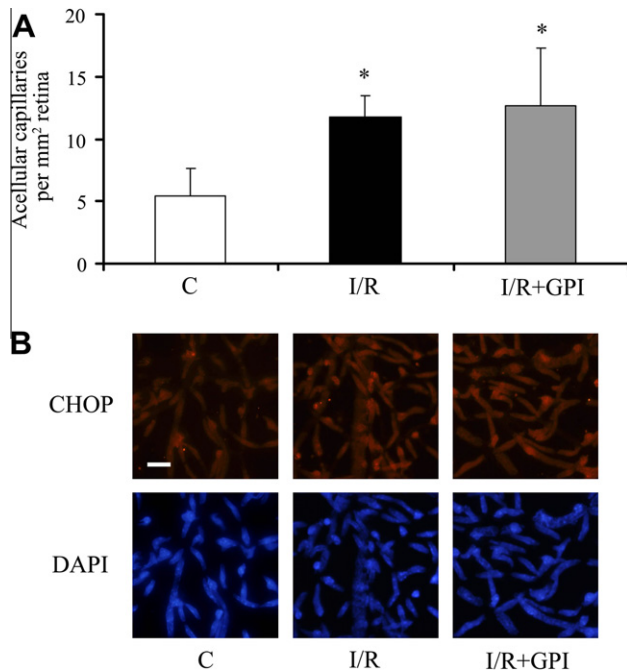 A
Acellular capillaries
per mm² retina
20
15
10
5
0
*
*
C
I/R
I/R+GPI
B
CHOP
DAPI
C
I/R
I/R+GPI